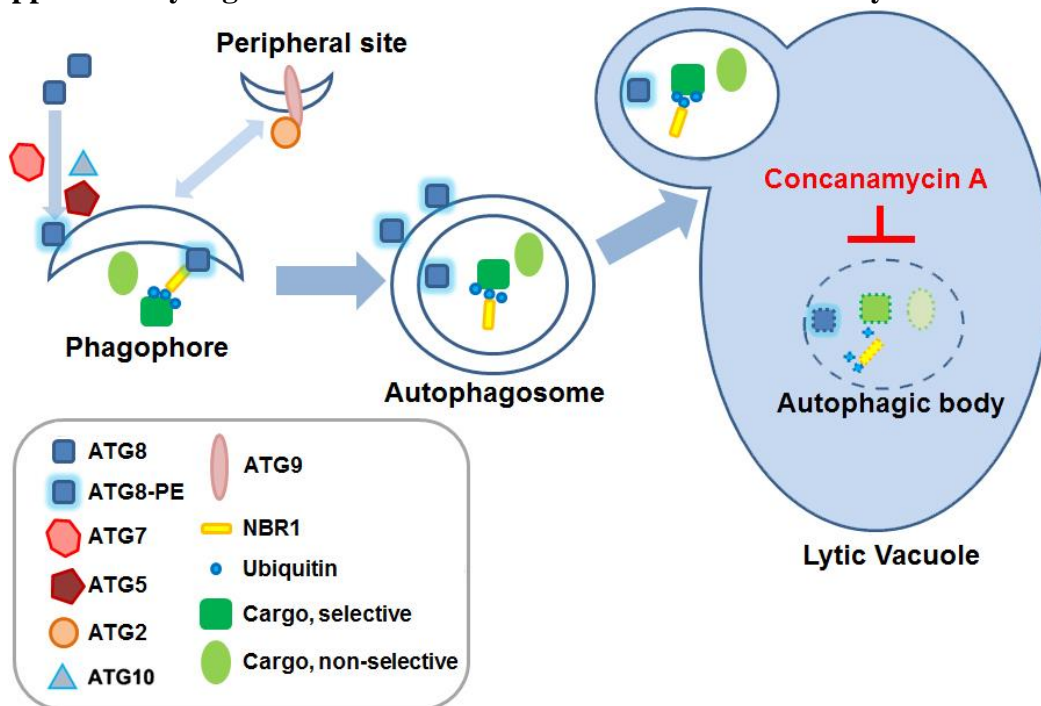 Peripheral site
Concanamycin A
Phagophore
Autophagosome
Autophagic body
Lytic Vacuole
ATG8
ATG8-PE
ATG7
ATG5
ATG2
ATG10
ATG9
NBR1
Ubiquitin
Cargo, selective
Cargo, non-selective